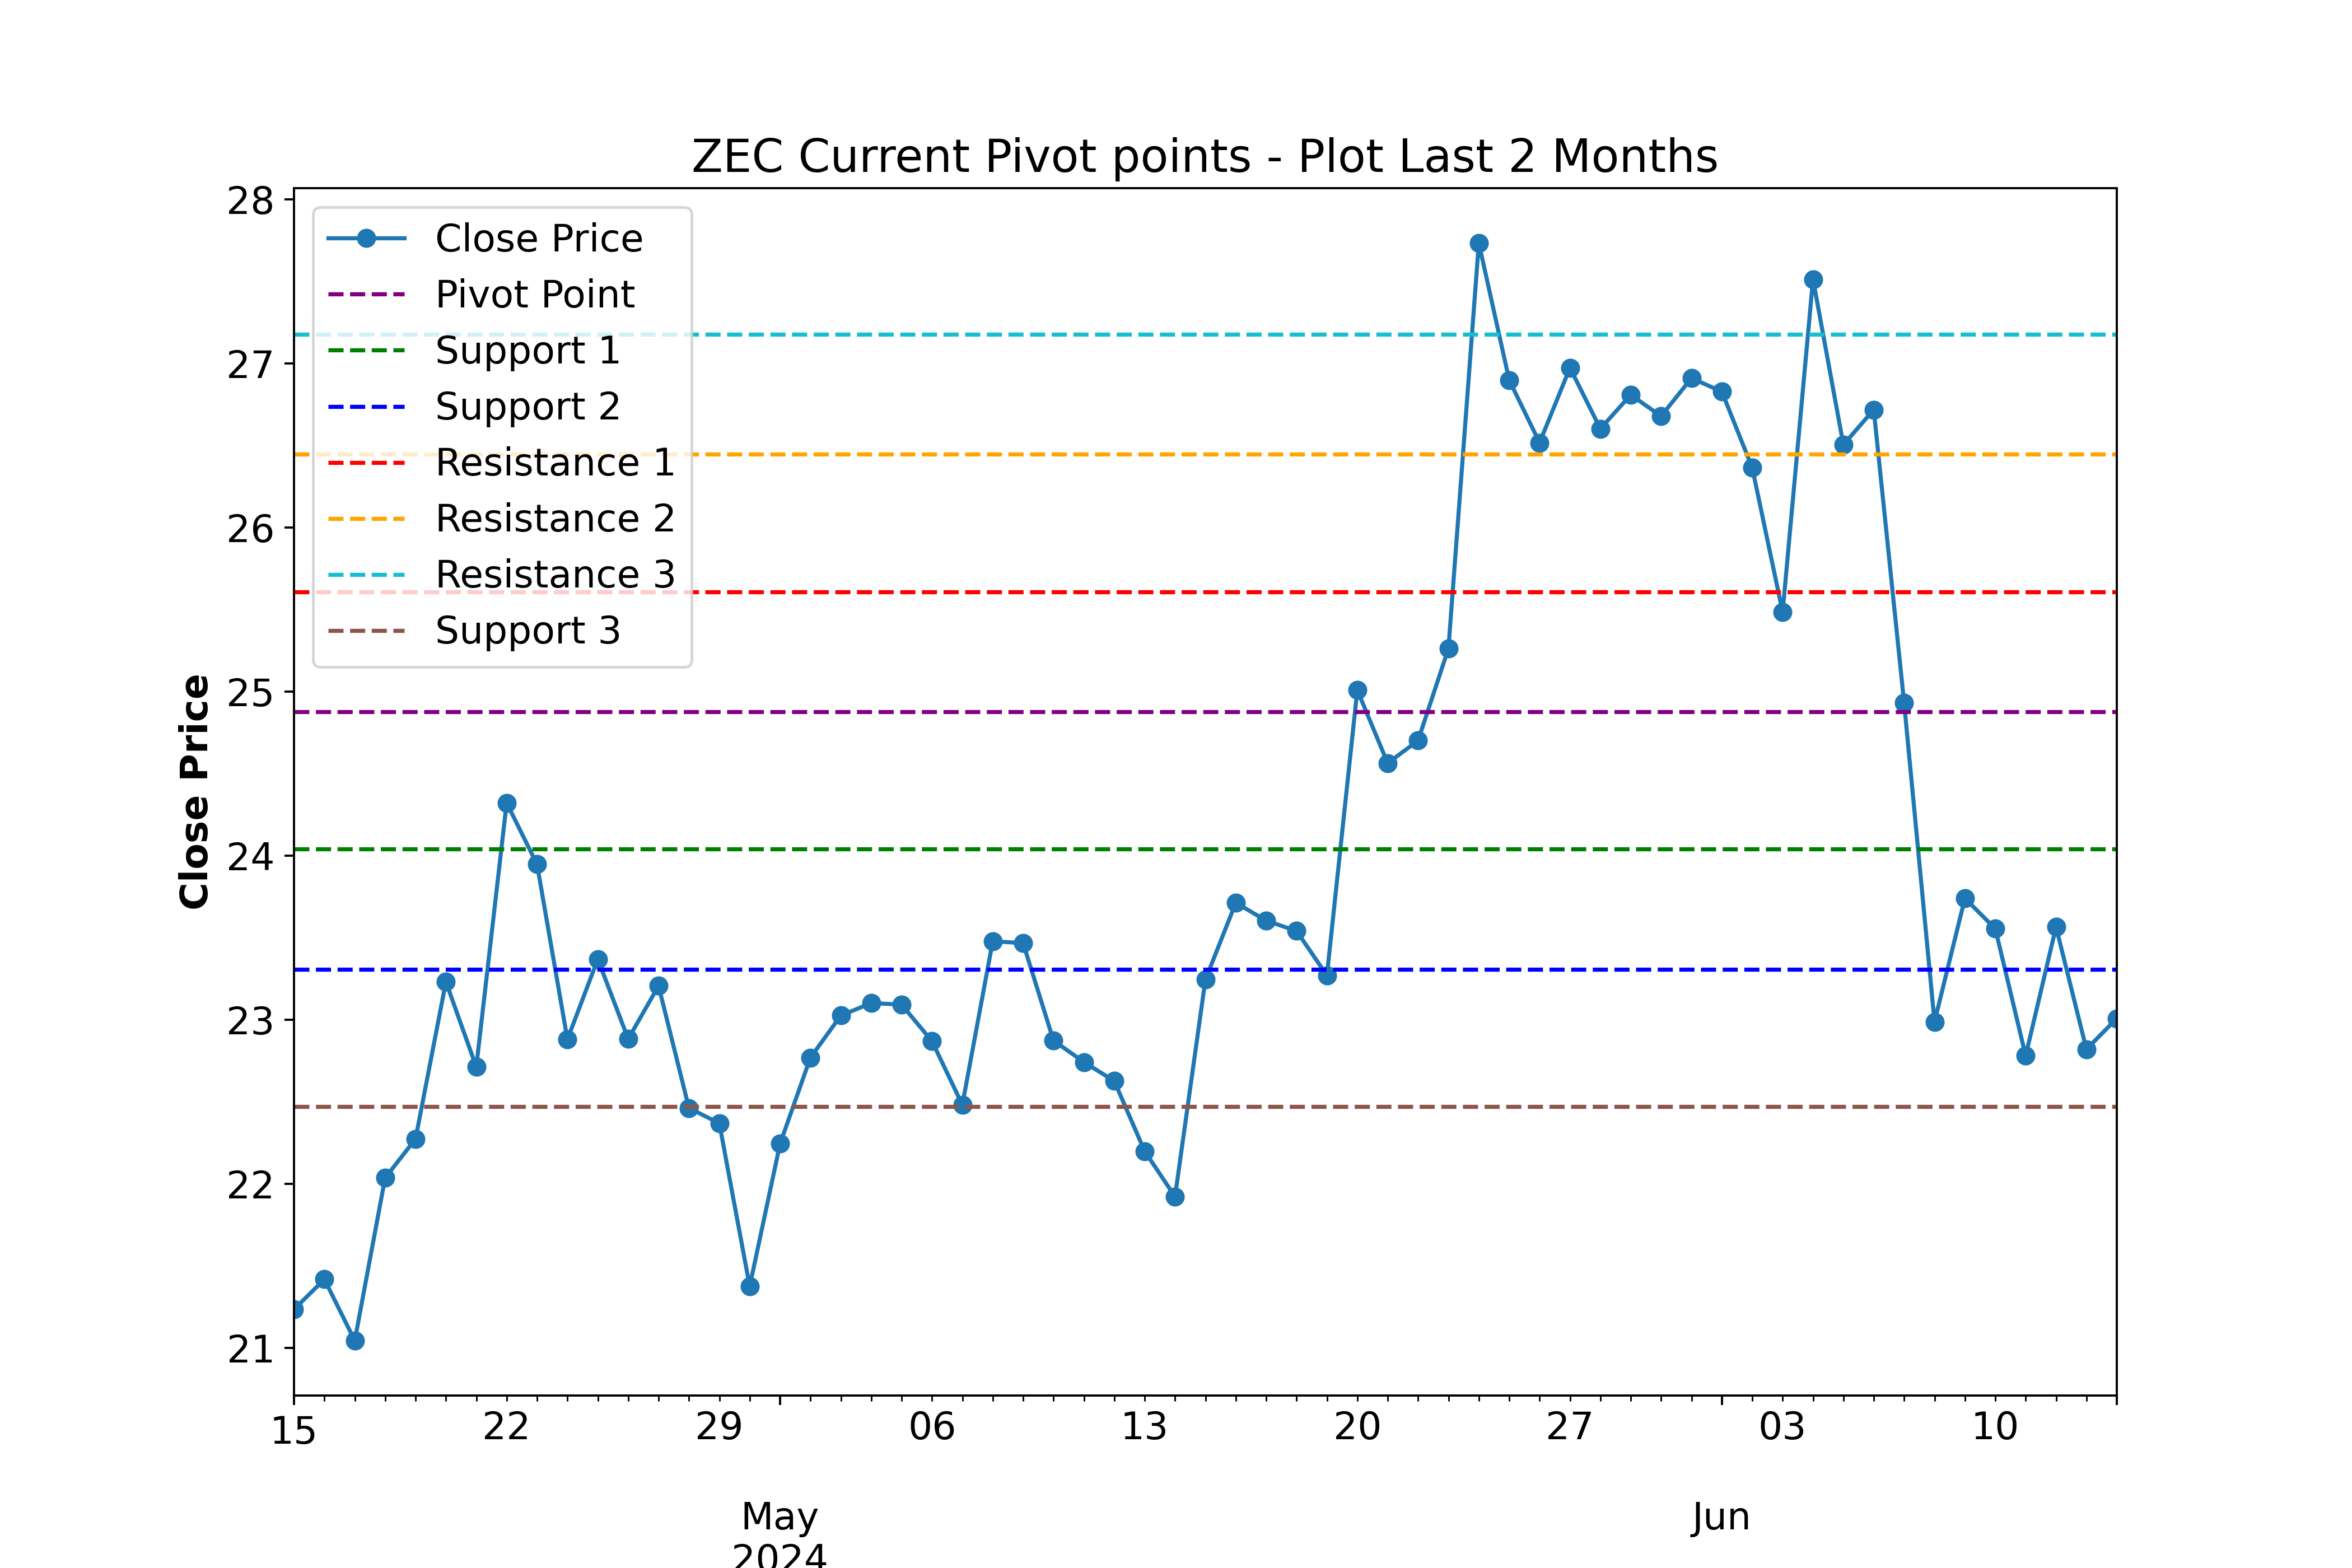 ZEC Current Pivot points - Plot Last 2 Months
28
27
26
25
24
23
22
21
Close Price
Close Price
Pivot Point
Support 1
Support 2
Resistance 1
Resistance 2
Resistance 3
Support 3
15 22 29 06 13 20 27 03 10
May Jun
2024